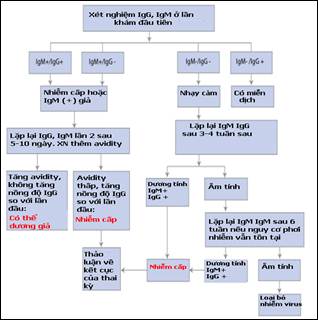 Xét nghiệm IgG, IgM ở lần
khám đầu tiên
IgM+/IgG+
IgM+/IgG-
IgM-/IgG-
IgM-/IgG+
Nhiễm cấp hoặc
IgM (+) giả
Nhạy cảm
Có miễn
dịch
Lặp lại IgG, IgM lần 2 sau
5-10 ngày. XN thêm avidity
Lặp lại IgM IgG
sau 3-4 tuần sau
Tăng avidity,
không tăng
nồng độ IgG
so với lần
đầu:
Có thể
dương giả
Avidity
thấp, tăng
nồng độ IgG
so với lần
đầu:
Nhiễm cấp
Dương tính
IgM+
IgG +
Âm tính
Lặp lại IgM IgM sau 6
tuần nếu nguy cơ phơi
nhiễm vẫn tồn tại
Thảo
luận về
kết cục
của thai
kỳ
Nhiễm cấp
Dương tính
IgM+
IgG +
Âm tính
Loại bỏ
nhiễm virus